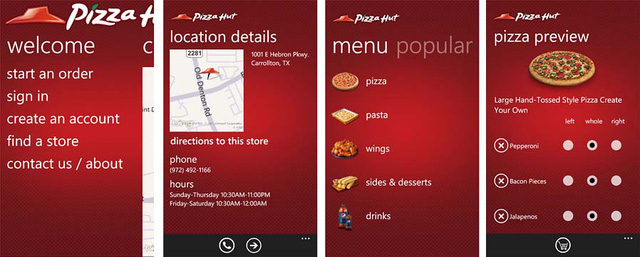 Pizza Hu
welcome
c
start an order
sign in
create an account
find a store
contact us / about
Pizza Hut
location details
2281
Old Denton Rd
1001 E Hebron Pkwy.
Carrollton, TX
directions to this store
phone
(972) 492-1166
hours
Sunday-Thursday 10:30AM-11:00PM
Friday-Saturday 10:30AM-12:00AM
Pizza Hut
menu popular
pizza
pasta
wings
sides & desserts
drinks
Pizza Hut
pizza preview
Large Hand-Tossed Style Pizza Create
Your Own
left whole right
Pepperoni
Bacon Pieces
Jalapenos